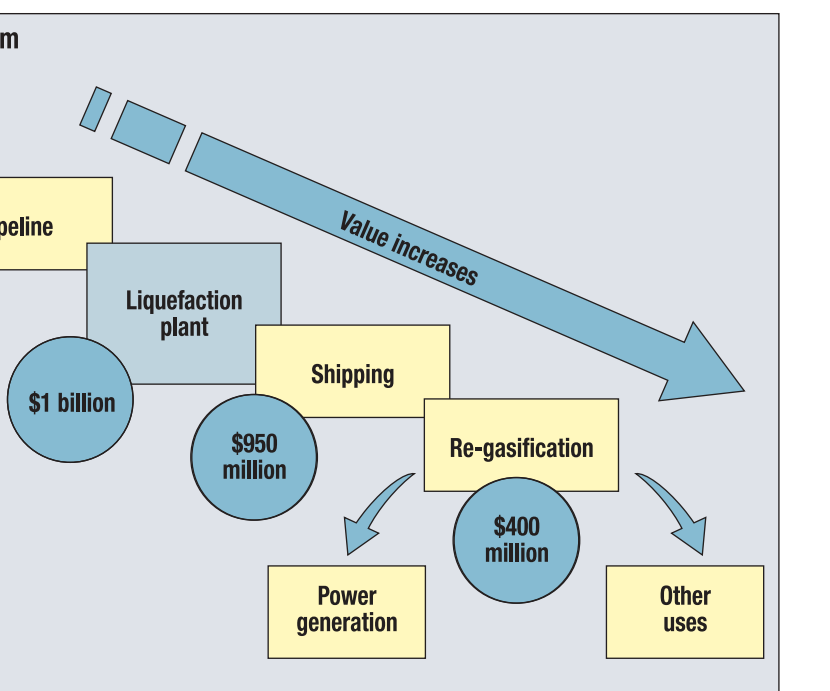 m
peline
Value increases
Liquefaction
plant
Shipping
$1 billion
$950
million
Re-gasification
$400
million
Power
generation
Other
uses